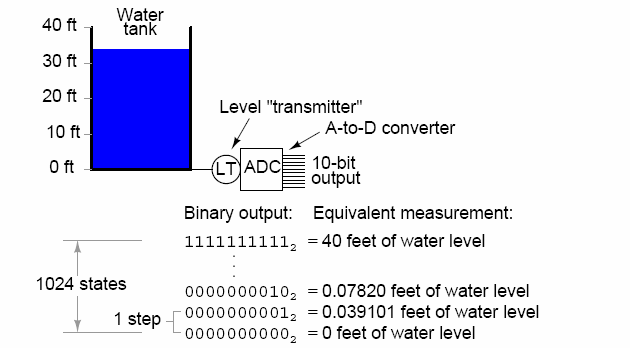 40 ft
Water
tank
30 ft
20 ft
10 ft
0 ft
Level "transmitter"
A-to-D converter
LT
ADC
10-bit
output
Binary output: Equivalent measurement:
1111111111₂ = 40 feet of water level
1024 states
0000000010₂ = 0.07820 feet of water level
1 step
0000000001₂ = 0.039101 feet of water level
0000000000₂ = 0 feet of water level